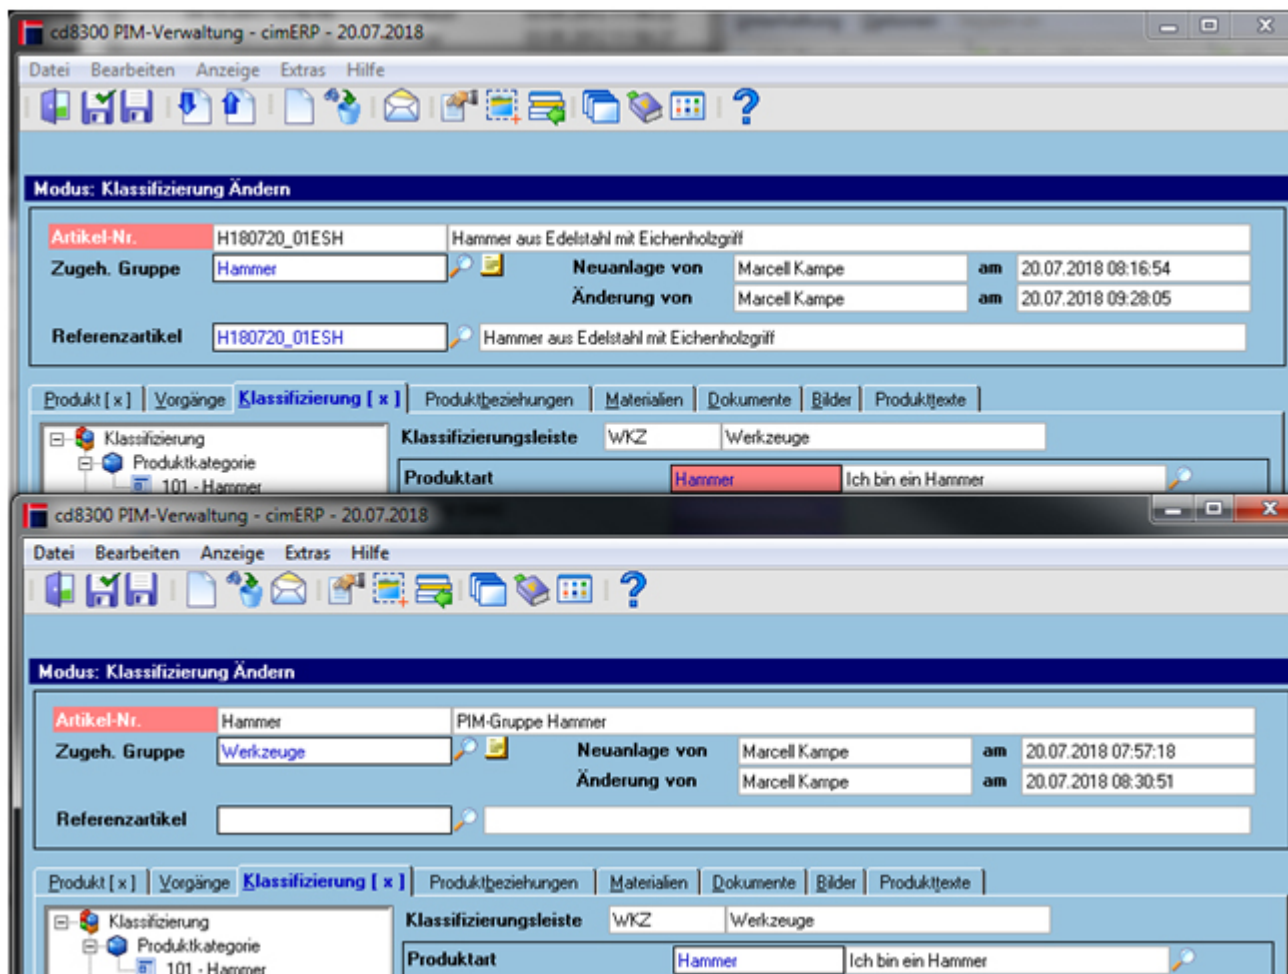 cd8300 PIM-Verwaltung - cimERP - 20.07.2018
Datei Bearbeiten Anzeige Extras Hilfe
Modus: Klassifizierung Ändern
Artikel-Nr. H180720_01ESH Hammer aus Edelstahl mit Eichenholzgriff
Zugeh. Gruppe Hammer Neuanlage von Marcell Kampe am 20.07.2018 08:16:54
Änderung von Marcell Kampe am 20.07.2018 09:28:05
Referenzartikel H180720_01ESH Hammer aus Edelstahl mit Eichenholzgriff
Produkt [ x ] Vorgänge Klassifizierung [ x ] Produktbeziehungen Materialien Dokumente Bilder Produkttexte
Klassifizierung Klassifizierungsleiste WKZ Werkzeuge
Produktkategorie
Produktart Hammer Ich bin ein Hammer
101 - Hammer
cd8300 PIM-Verwaltung - cimERP - 20.07.2018
Datei Bearbeiten Anzeige Extras Hilfe
Modus: Klassifizierung Ändern
Artikel-Nr. Hammer PIM-Gruppe Hammer
Zugeh. Gruppe Werkzeuge Neuanlage von Marcell Kampe am 20.07.2018 07:57:18
Änderung von Marcell Kampe am 20.07.2018 08:30:51
Referenzartikel
Produkt [ x ] Vorgänge Klassifizierung [ x ] Produktbeziehungen Materialien Dokumente Bilder Produkttexte
Klassifizierung Klassifizierungsleiste WKZ Werkzeuge
Produktkategorie
Produktart Hammer Ich bin ein Hammer
101 - Hammer